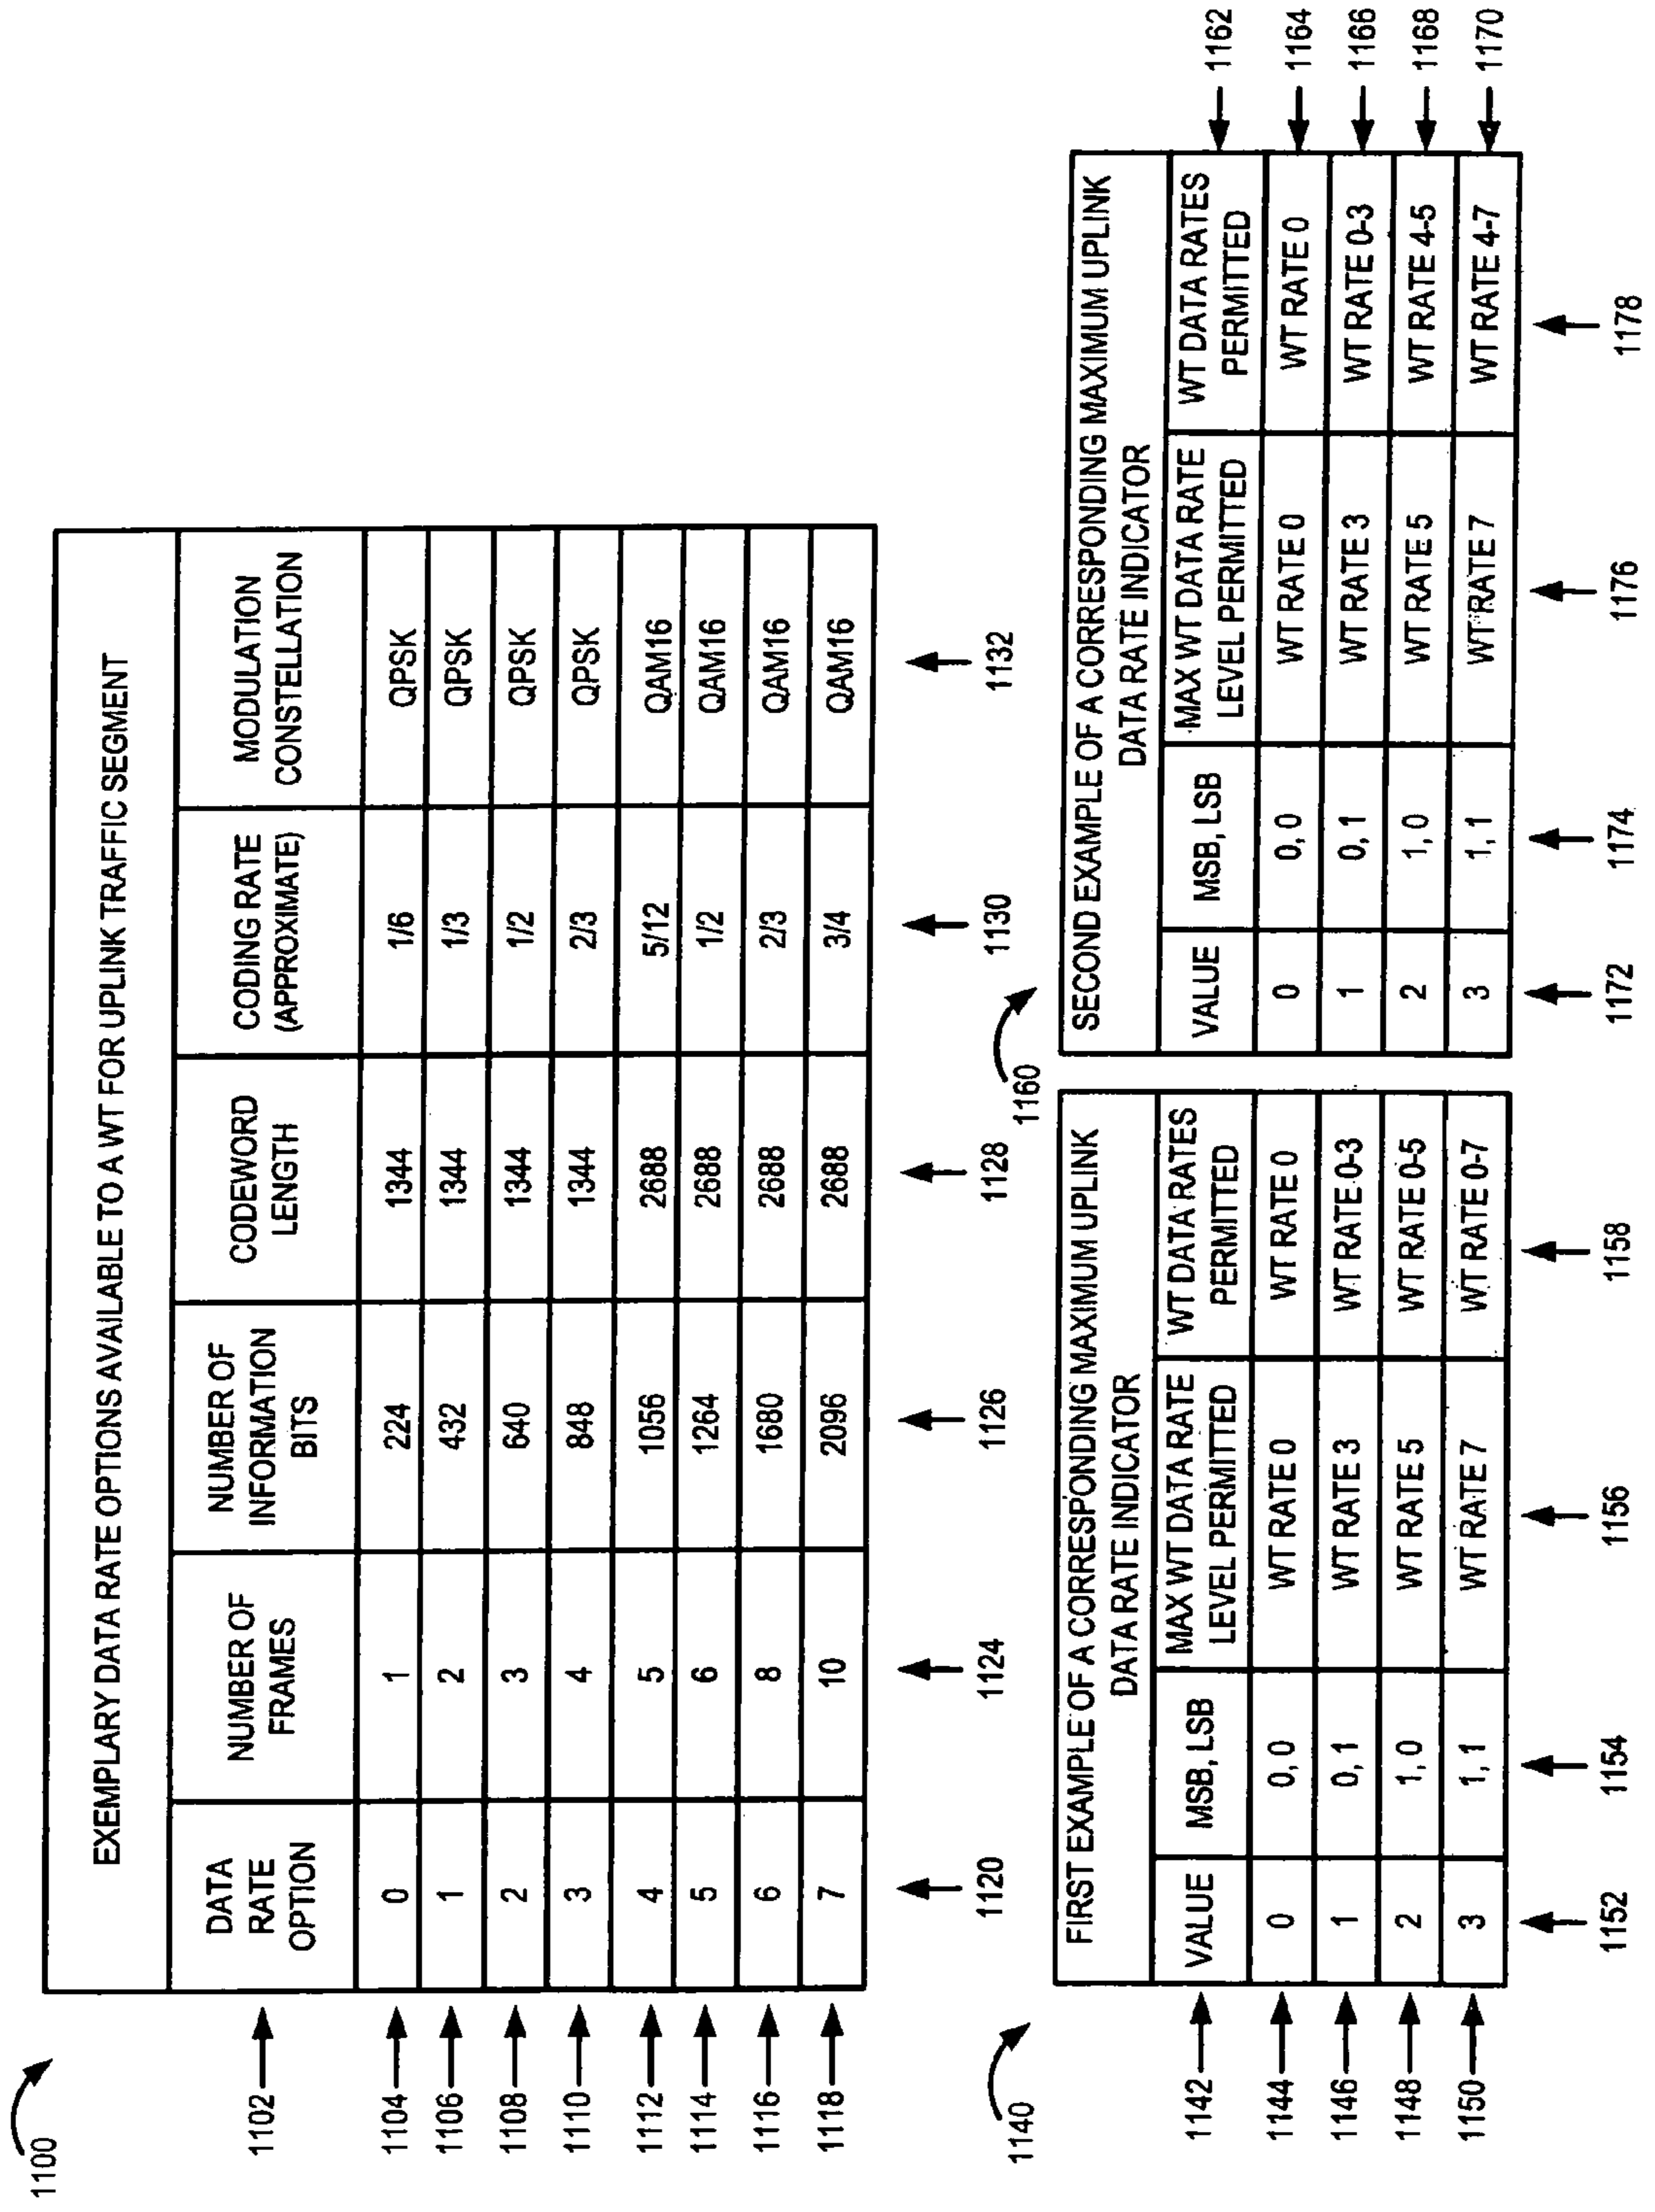 1100
EXEMPLARY DATA RATE OPTIONS AVAILABLE TO A WT FOR UPLINK TRAFFIC SEGMENT
1102 DATA RATE OPTION NUMBER OF FRAMES NUMBER OF INFORMATION BITS CODEWORD LENGTH CODING RATE (APPROXIMATE) MODULATION CONSTELLATION
1104 0 1 224 1344 1/6 QPSK
1106 1 2 432 1344 1/3 QPSK
1108 2 3 640 1344 1/2 QPSK
1110 3 4 848 1344 2/3 QPSK
1112 4 5 1056 2688 5/12 QAM16
1114 5 6 1264 2688 1/2 QAM16
1116 6 8 1680 2688 2/3 QAM16
1118 7 10 2096 2688 3/4 QAM16
1120 1124 1126 1128 1130 1132
1140
FIRST EXAMPLE OF A CORRESPONDING MAXIMUM UPLINK
DATA RATE INDICATOR
1142 VALUE MSB, LSB MAX WT DATA RATE LEVEL PERMITTED WT DATA RATES PERMITTED
1144 0 0, 0 WT RATE 0 WT RATE 0
1146 1 0, 1 WT RATE 3 WT RATE 0-3
1148 2 1, 0 WT RATE 5 WT RATE 0-5
1150 3 1, 1 WT RATE 7 WT RATE 0-7
1152 1154 1156 1158
1160
SECOND EXAMPLE OF A CORRESPONDING MAXIMUM UPLINK
DATA RATE INDICATOR
VALUE MSB, LSB MAX WT DATA RATE LEVEL PERMITTED WT DATA RATES PERMITTED 1162
0 0, 0 WT RATE 0 WT RATE 0 1164
1 0, 1 WT RATE 3 WT RATE 0-3 1166
2 1, 0 WT RATE 5 WT RATE 4-5 1168
3 1, 1 WT RATE 7 WT RATE 4-7 1170
1172 1174 1176 1178